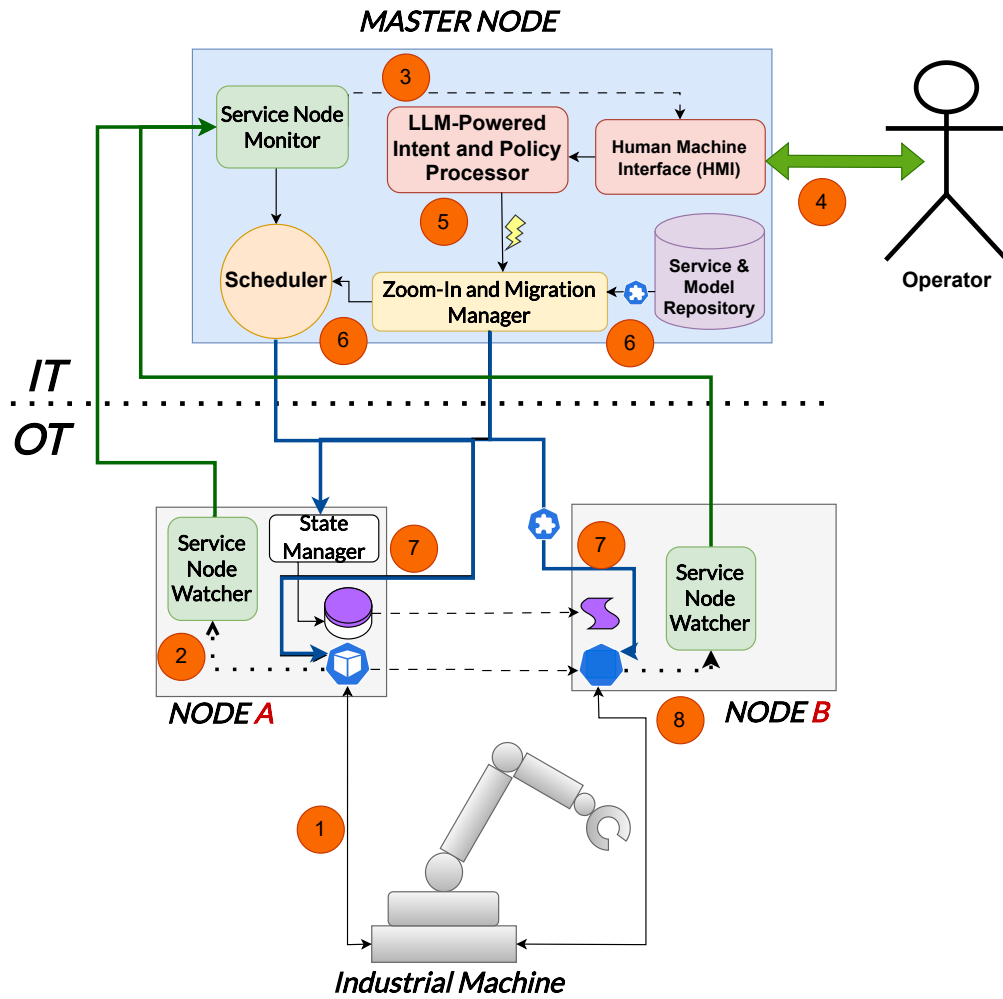 MASTER NODE
3
Service Node
Monitor
LLM-Powered
Intent and Policy
Processor
Human Machine
Interface (HMI)
4
5
Scheduler
Zoom-In and Migration
Manager
Service &
Model
Repository
Operator
6
6
IT
OT
State
Manager
Service
Node
Watcher
7
7
Service
Node
Watcher
2
NODE A
NODE B
8
1
Industrial Machine